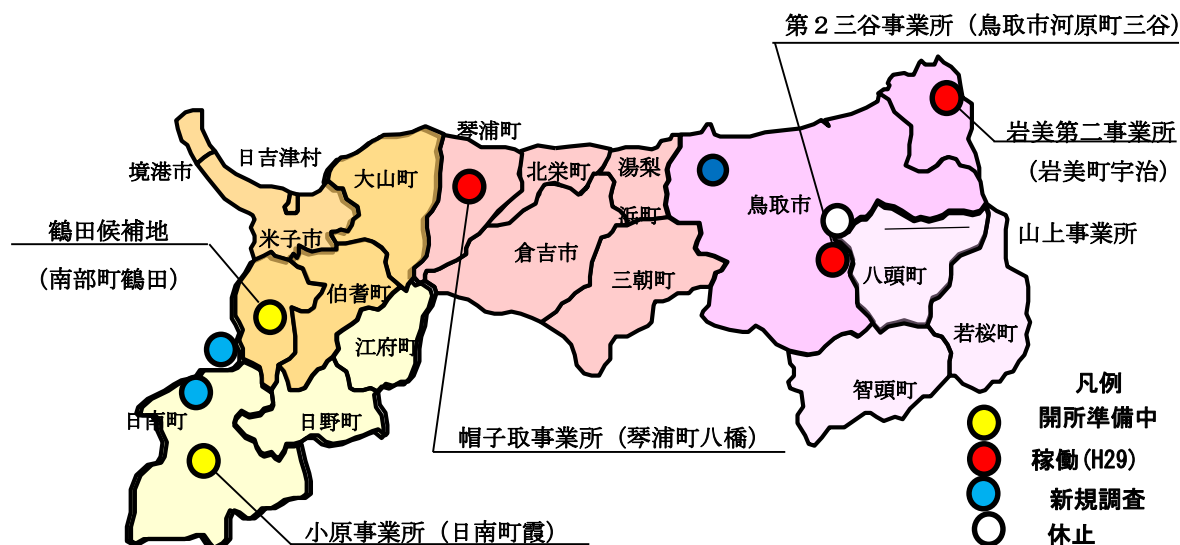 第２三谷事業所（鳥取市河原町三谷）
琴浦町
岩美第二事業所
（岩美町宇治）
境港市
日吉津村
大山町
北栄町
湯梨
浜町
鳥取市
米子市
山上事業所
鶴田候補地
（南部町鶴田）
倉吉市
八頭町
伯耆町
三朝町
若桜町
江府町
智頭町
日南町
日野町
帽子取事業所（琴浦町八橋）
小原事業所（日南町霞）
凡例
開所準備中
稼働(H29)
新規調査
休止